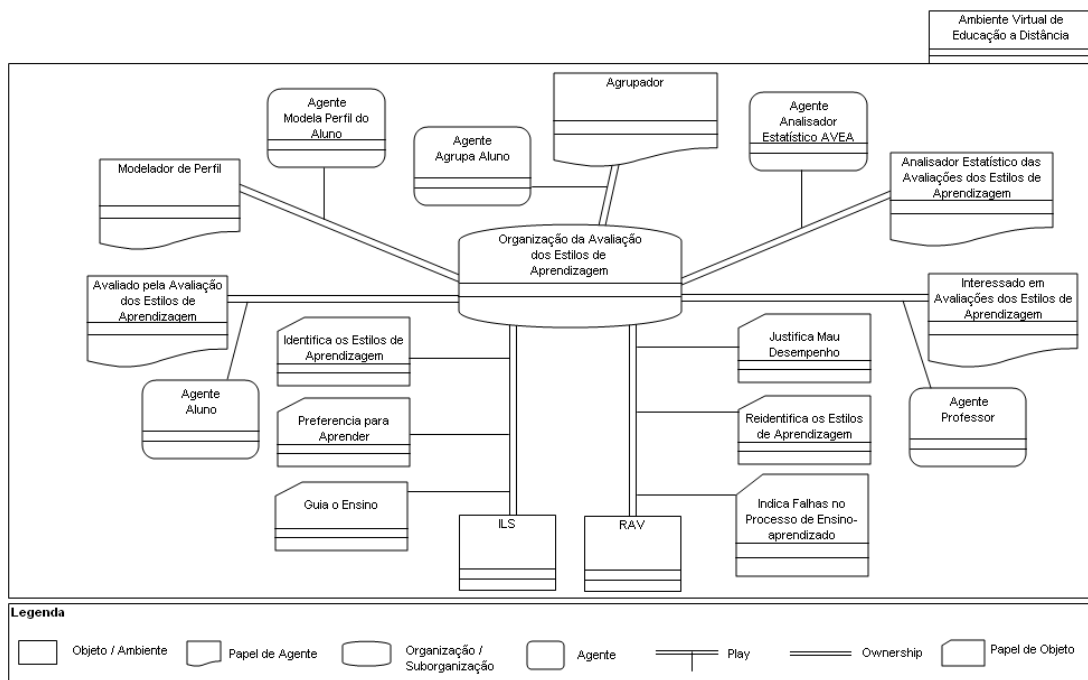 Ambiente Virtual de
Educação a Distância
Agente
Modela Perfil do
Aluno
Agente
Agrupa Aluno
Agrupador
Agente
Analisador
Estatístico AVEA
Modelador de Perfil
Analisador Estatístico das
Avaliações dos Estilos de
Aprendizagem
Organização da Avaliação
dos Estilos de
Aprendizagem
Avaliado pela Avaliação
dos Estilos de
Aprendizagem
Interessado em
Avaliações dos Estilos de
Aprendizagem
Identifica os Estilos de
Aprendizagem
Justifica Mau
Desempenho
Agente
Aluno
Agente
Professor
Preferencia para
Aprender
Reidentifica os Estilos
de Aprendizagem
Guia o Ensino
Indica Falhas no
Processo de Ensino-
aprendizado
ILS
RAV
Legenda
Objeto / Ambiente
Papel de Agente
Organização /
Suborganização
Agente
Play
Ownership
Papel de Objeto